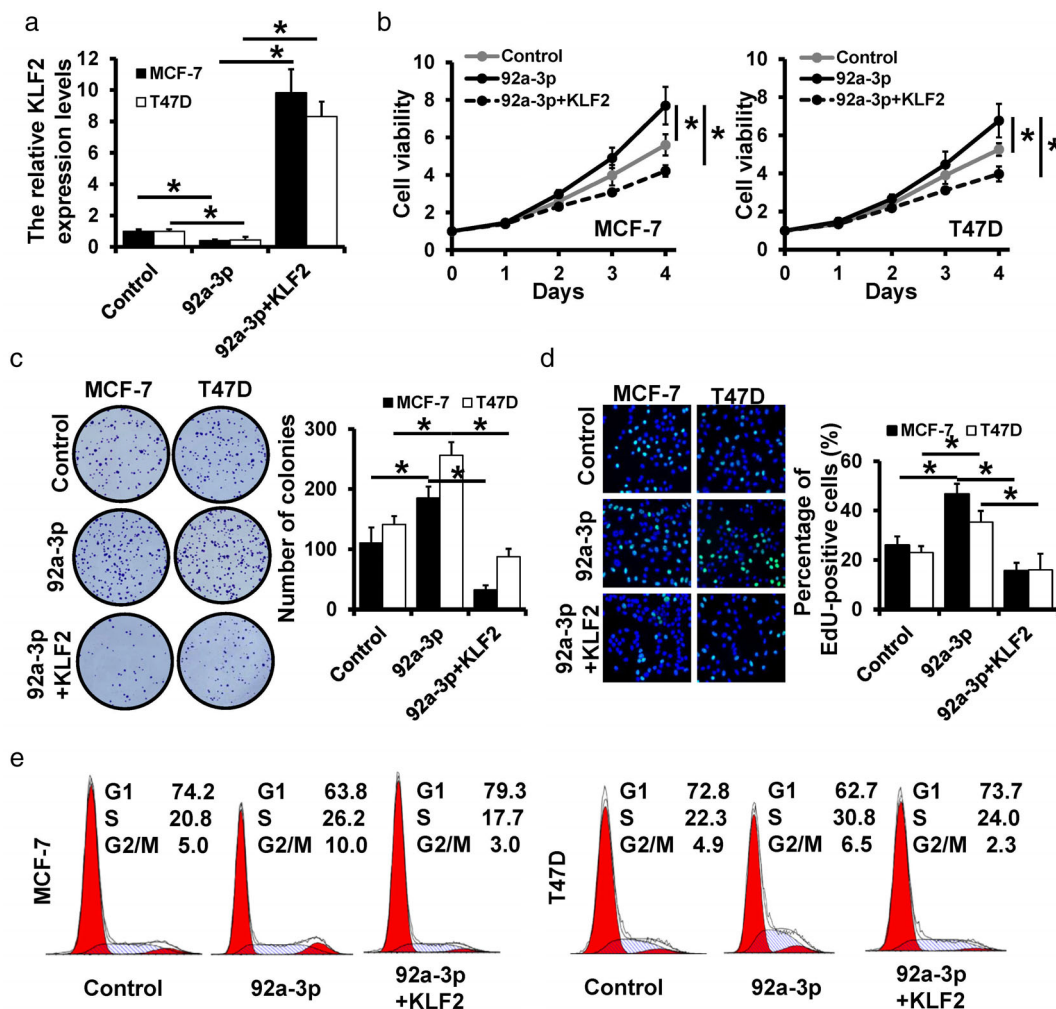 a
The relative KLF2
expression levels
12
10
8
6
4
2
0
MCF-7
T47D
*
*
*
*
Control
92a-3p
92a-3p+KLF2
b
Cell viability
10
8
6
4
2
0
Control
92a-3p
92a-3p+KLF2
*
*
MCF-7
0 1 2 3 4
Days
Cell viability
10
8
6
4
2
0
Control
92a-3p
92a-3p+KLF2
*
*
T47D
0 1 2 3 4
Days
c
MCF-7 T47D
Control
92a-3p
92a-3p
+KLF2
Number of colonies
300
200
100
0
MCF-7 T47D
* *
* *
Control
92a-3p
92a-3p+KLF2
d
MCF-7 T47D
Control
92a-3p
92a-3p
+KLF2
Percentage of
EdU-positive cells (%)
60
40
20
0
MCF-7 T47D
*
* *
*
Control
92a-3p
92a-3p+KLF2
e
MCF-7
G1 74.2
S 20.8
G2/M 5.0
Control
G1 63.8
S 26.2
G2/M 10.0
92a-3p
G1 79.3
S 17.7
G2/M 3.0
92a-3p
+KLF2
T47D
G1 72.8
S 22.3
G2/M 4.9
Control
G1 62.7
S 30.8
G2/M 6.5
92a-3p
G1 73.7
S 24.0
G2/M 2.3
92a-3p
+KLF2